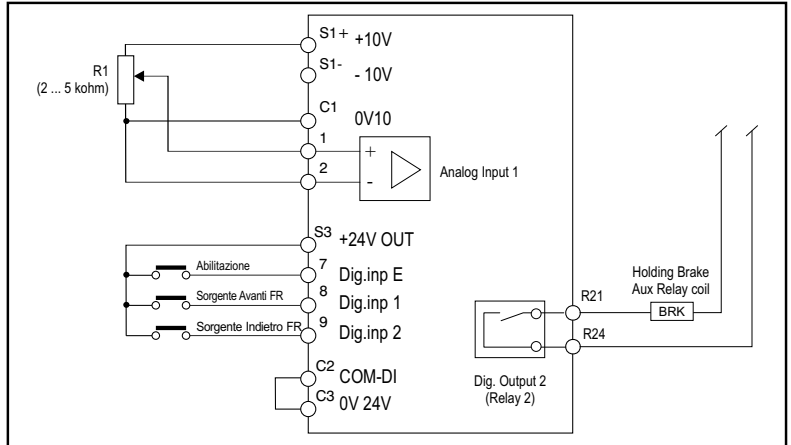 S1+ +10V
R1
(2 ... 5 kohm)
S1- - 10V
C1 0V10
1
+
Analog Input 1
2
-
S3 +24V OUT
Abilitazione
7 Dig.inp E
Sorgente Avanti FR
8 Dig.inp 1
Sorgente Indietro FR
9 Dig.inp 2
C2 COM-DI
C3 0V 24V
R21
R24
Dig. Output 2
(Relay 2)
Holding Brake
Aux Relay coil
BRK